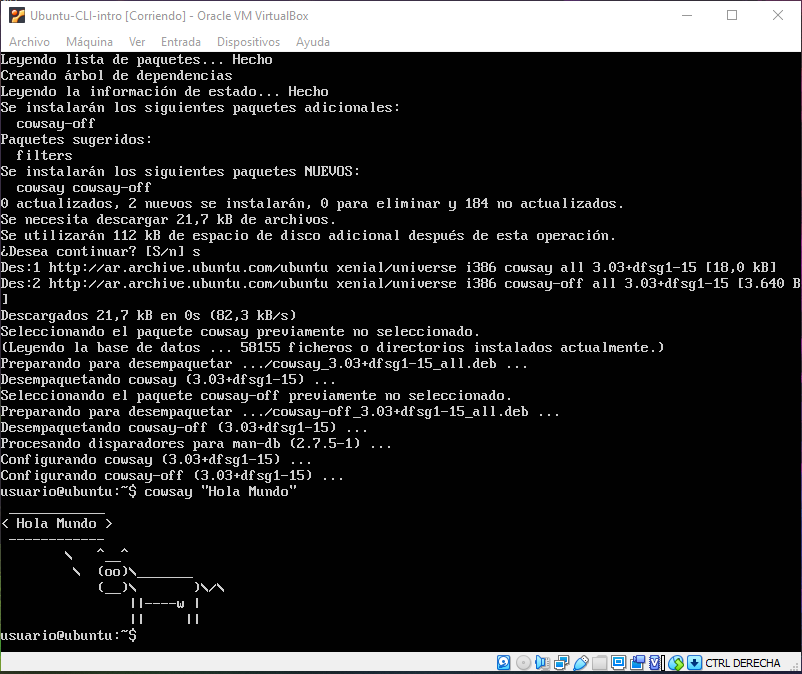 Ubuntu-CLI-intro [Corriendo] - Oracle VM VirtualBox
Archivo Máquina Ver Entrada Dispositivos Ayuda
Leyendo lista de paquetes... Hecho
Creando árbol de dependencias
Leyendo la información de estado... Hecho
Se instalarán los siguientes paquetes adicionales:
  cowsay-off
Paquetes sugeridos:
  filters
Se instalarán los siguientes paquetes NUEVOS:
  cowsay cowsay-off
0 actualizados, 2 nuevos se instalarán, 0 para eliminar y 184 no actualizados.
Se necesita descargar 21,7 kB de archivos.
Se utilizarán 112 kB de espacio de disco adicional después de esta operación.
¿Desea continuar? [S/n] s
Des:1 http://ar.archive.ubuntu.com/ubuntu xenial/universe i386 cowsay all 3.03+dfsg1-15 [18,0 kB]
Des:2 http://ar.archive.ubuntu.com/ubuntu xenial/universe i386 cowsay-off all 3.03+dfsg1-15 [3.640 B
]
Descargados 21,7 kB en 0s (82,3 kB/s)
Seleccionando el paquete cowsay previamente no seleccionado.
(Leyendo la base de datos ... 58155 ficheros o directorios instalados actualmente.)
Preparando para desempaquetar .../cowsay_3.03+dfsg1-15_all.deb ...
Desempaquetando cowsay (3.03+dfsg1-15) ...
Seleccionando el paquete cowsay-off previamente no seleccionado.
Preparando para desempaquetar .../cowsay-off_3.03+dfsg1-15_all.deb ...
Desempaquetando cowsay-off (3.03+dfsg1-15) ...
Procesando disparadores para man-db (2.7.5-1) ...
Configurando cowsay (3.03+dfsg1-15) ...
Configurando cowsay-off (3.03+dfsg1-15) ...
usuario@ubuntu:~$ cowsay "Hola Mundo"
 ____________
< Hola Mundo >
 ------------
        \   ^__^
         \  (oo)\_______
            (__)\       )\/\
                ||----w |
                ||     ||
usuario@ubuntu:~$
CTRL DERECHA